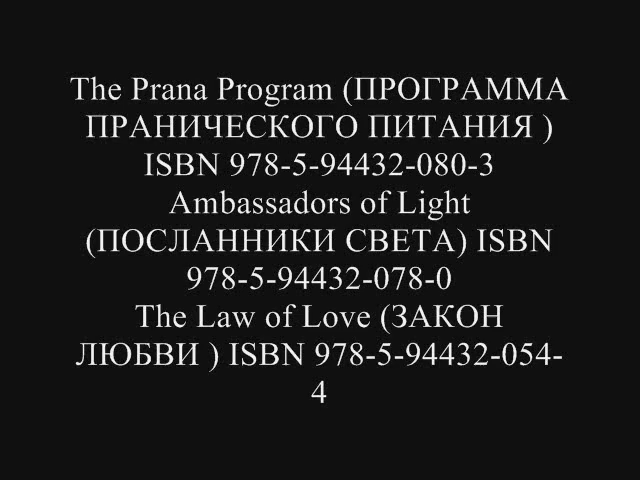 The Prana Program (ПРОГРАММА
ПРАНИЧЕСКОГО ПИТАНИЯ )
ISBN 978-5-94432-080-3
Ambassadors of Light
(ПОСЛАННИКИ СВЕТА) ISBN
978-5-94432-078-0
The Law of Love (ЗАКОН
ЛЮБВИ ) ISBN 978-5-94432-054-
4